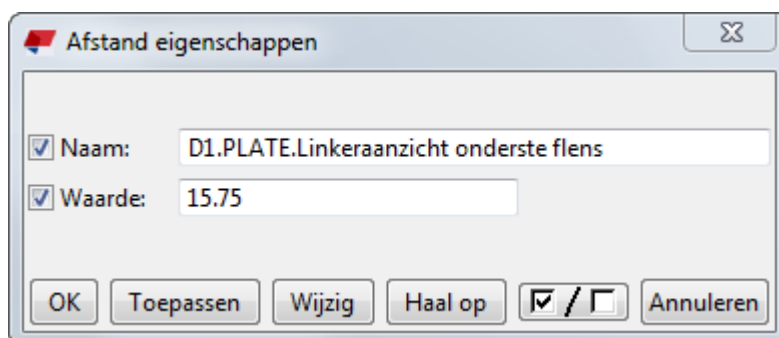 Afstand eigenschappen
Naam: D1.PLATE.Linkeraanzicht onderste flens
Waarde: 15.75
OK Toepassen Wijzig Haal op / Annuleren